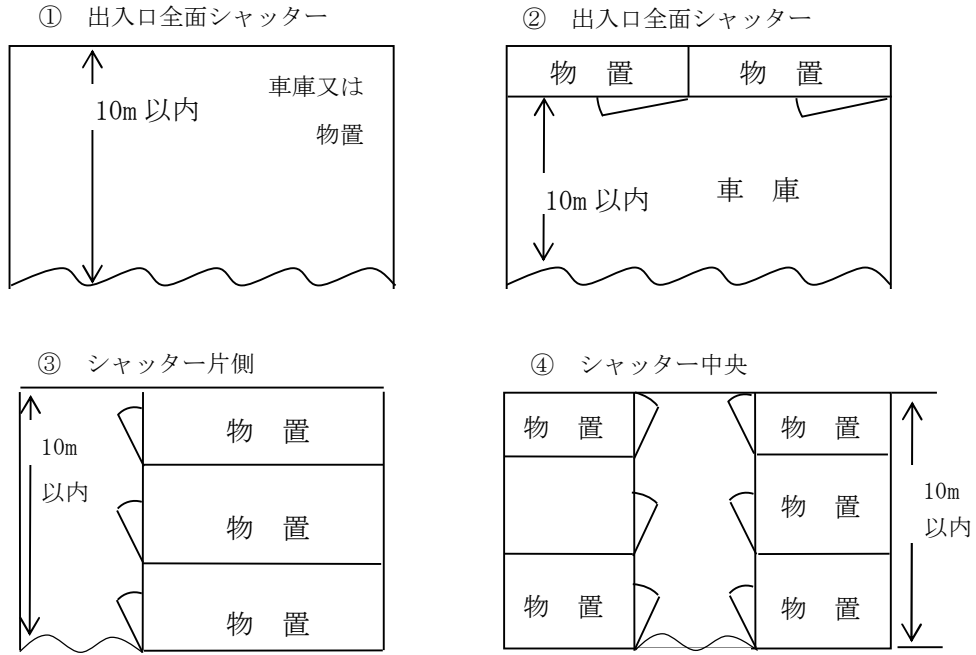 ① 出入口全面シャッター
10m 以内
車庫又は
物置
② 出入口全面シャッター
物 置
物 置
10m 以内
車 庫
③ シャッター片側
10m
以内
物 置
物 置
物 置
④ シャッター中央
物 置
物 置
物 置
物 置
物 置
10m
以内